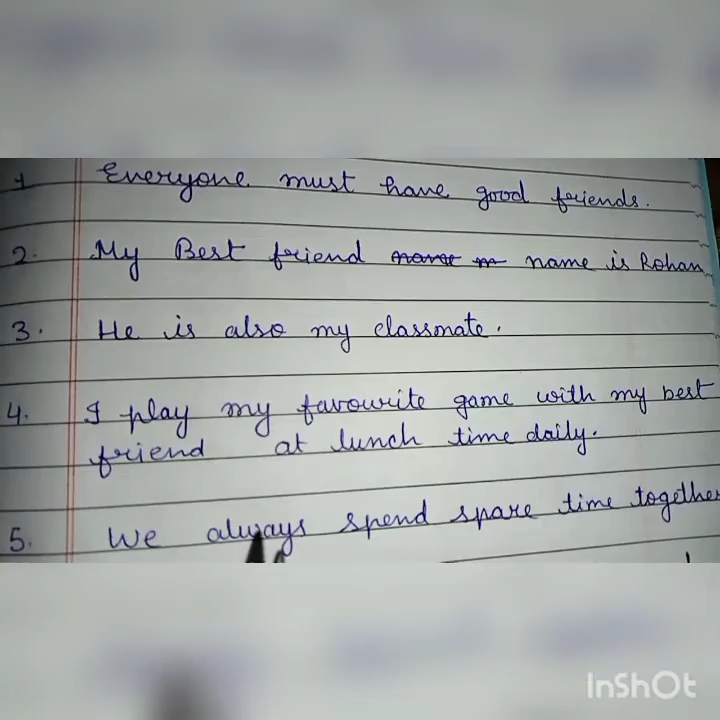 1 Everyone must have good friends.
2. My Best friend name is Rohan
3. He is also my classmate.
4. I play my favourite game with my best
friend at lunch time daily.
5. We always spend spare time together
InShOt